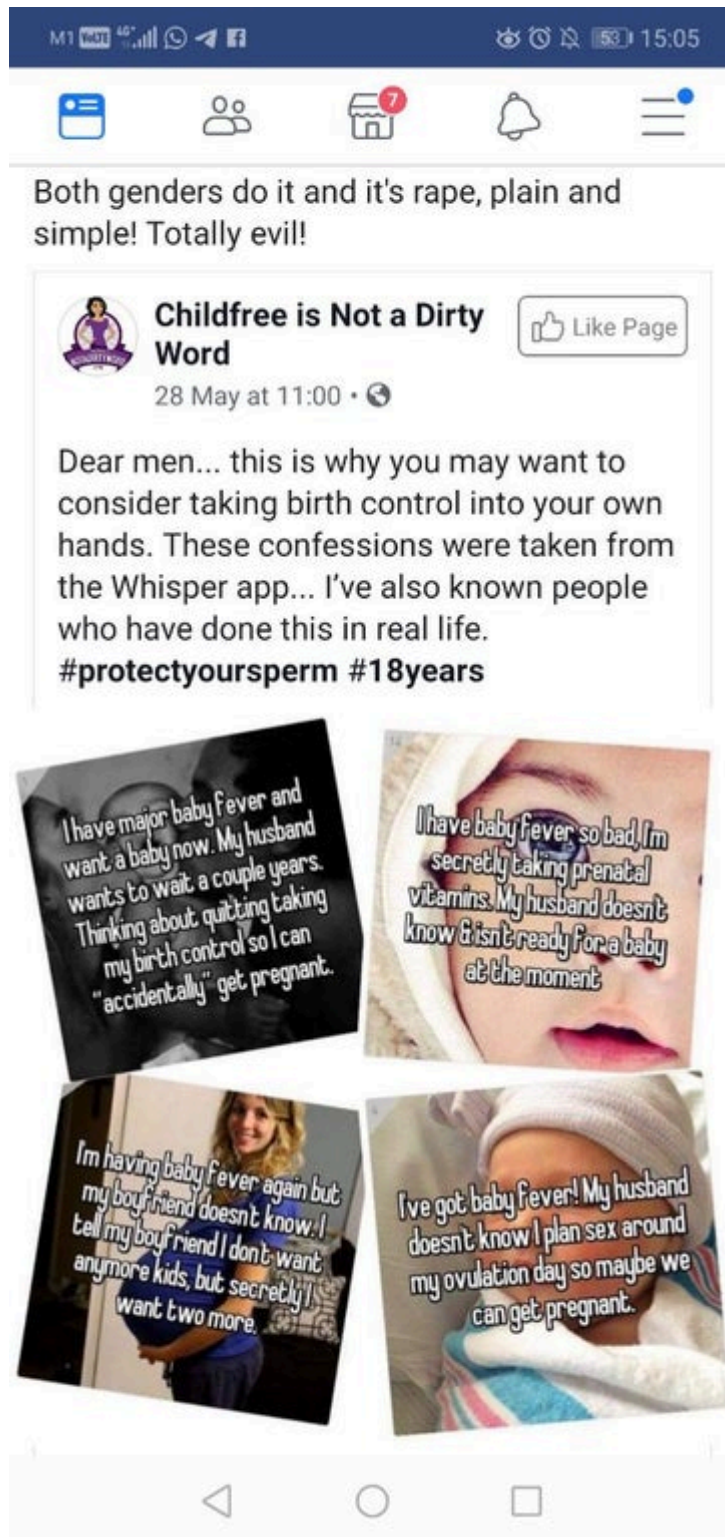 M1 VoLTE 4G+ 53 15:05
7
Both genders do it and it's rape, plain and
simple! Totally evil!
Childfree is Not a Dirty
Word
Like Page
28 May at 11:00 •
Dear men... this is why you may want to
consider taking birth control into your own
hands. These confessions were taken from
the Whisper app... I've also known people
who have done this in real life.
#protectyoursperm #18years
I have major baby fever and
want a baby now. My husband
wants to wait a couple years.
Thinking about quitting taking
my birth control so I can
"accidentally" get pregnant.
I have baby fever so bad, I'm
secretly taking prenatal
vitamins. My husband doesn't
know & isn't ready for a baby
at the moment
I'm having baby fever again but
my boyfriend doesn't know. I
tell my boyfriend I don't want
anymore kids, but secretly I
want two more.
I've got baby fever! My husband
doesn't know I plan sex around
my ovulation day so maybe we
can get pregnant.